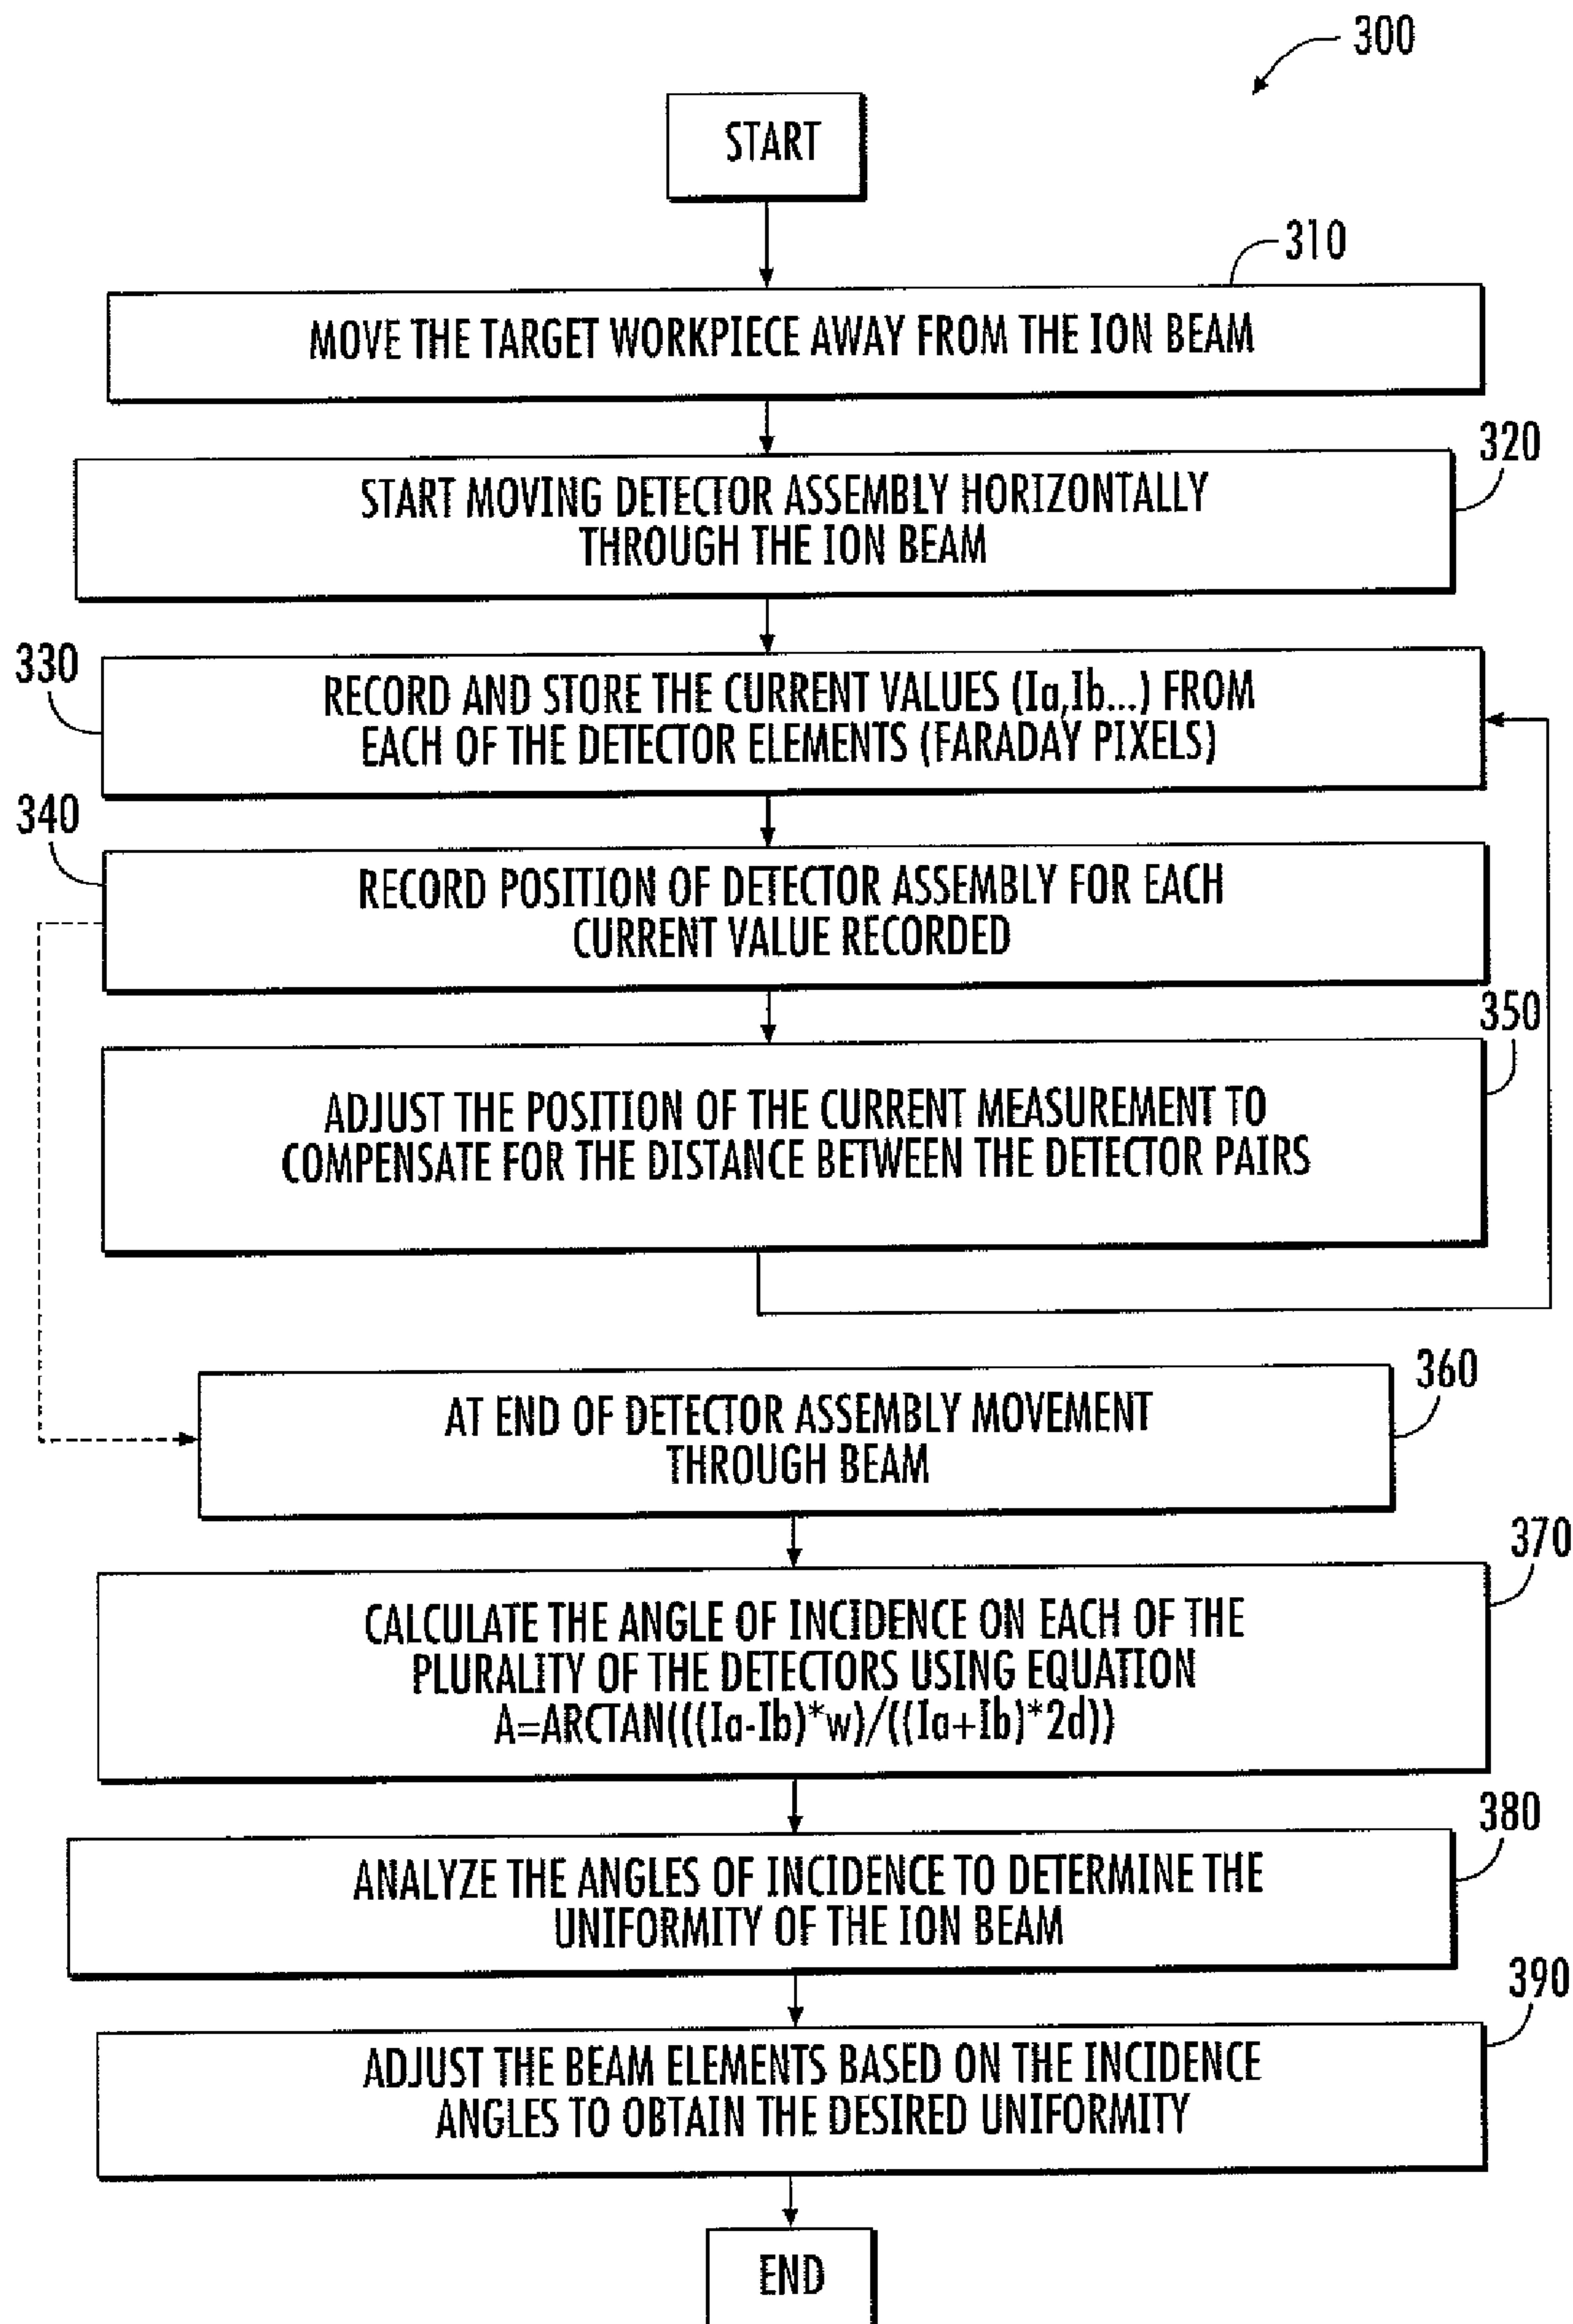 300
START
310
MOVE THE TARGET WORKPIECE AWAY FROM THE ION BEAM
320
START MOVING DETECTOR ASSEMBLY HORIZONTALLY
THROUGH THE ION BEAM
330
RECORD AND STORE THE CURRENT VALUES (Ia,Ib...) FROM
EACH OF THE DETECTOR ELEMENTS (FARADAY PIXELS)
340
RECORD POSITION OF DETECTOR ASSEMBLY FOR EACH
CURRENT VALUE RECORDED
350
ADJUST THE POSITION OF THE CURRENT MEASUREMENT TO
COMPENSATE FOR THE DISTANCE BETWEEN THE DETECTOR PAIRS
360
AT END OF DETECTOR ASSEMBLY MOVEMENT
THROUGH BEAM
370
CALCULATE THE ANGLE OF INCIDENCE ON EACH OF THE
PLURALITY OF THE DETECTORS USING EQUATION
A=ARCTAN(((Ia-Ib)*w)/((Ia+Ib)*2d))
380
ANALYZE THE ANGLES OF INCIDENCE TO DETERMINE THE
UNIFORMITY OF THE ION BEAM
390
ADJUST THE BEAM ELEMENTS BASED ON THE INCIDENCE
ANGLES TO OBTAIN THE DESIRED UNIFORMITY
END